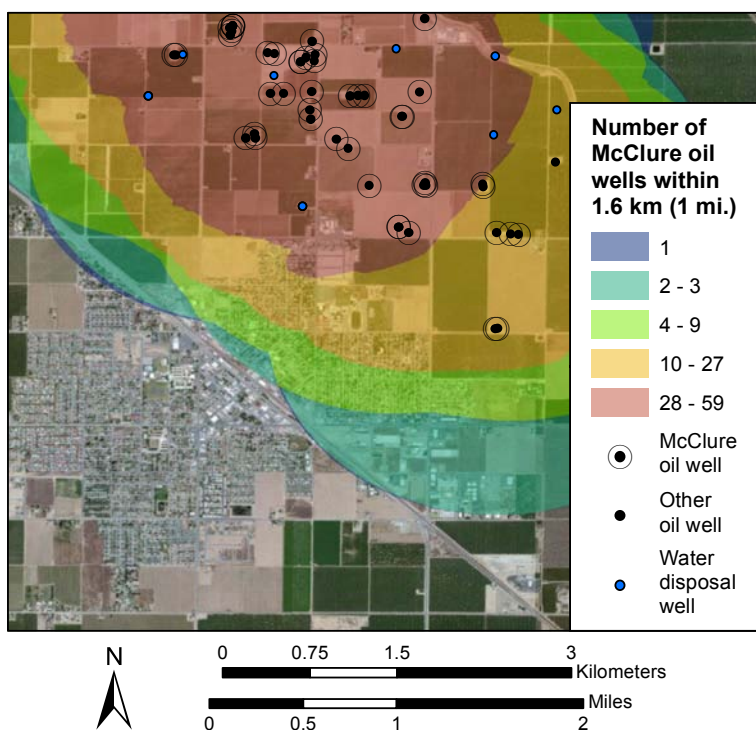 Number of
McClure oil
wells within
1.6 km (1 mi.)
1
2 - 3
4 - 9
10 - 27
28 - 59
McClure
oil well
Other
oil well
Water
disposal
well
N
0 0.75 1.5 3
Kilometers
Miles
0 0.5 1 2